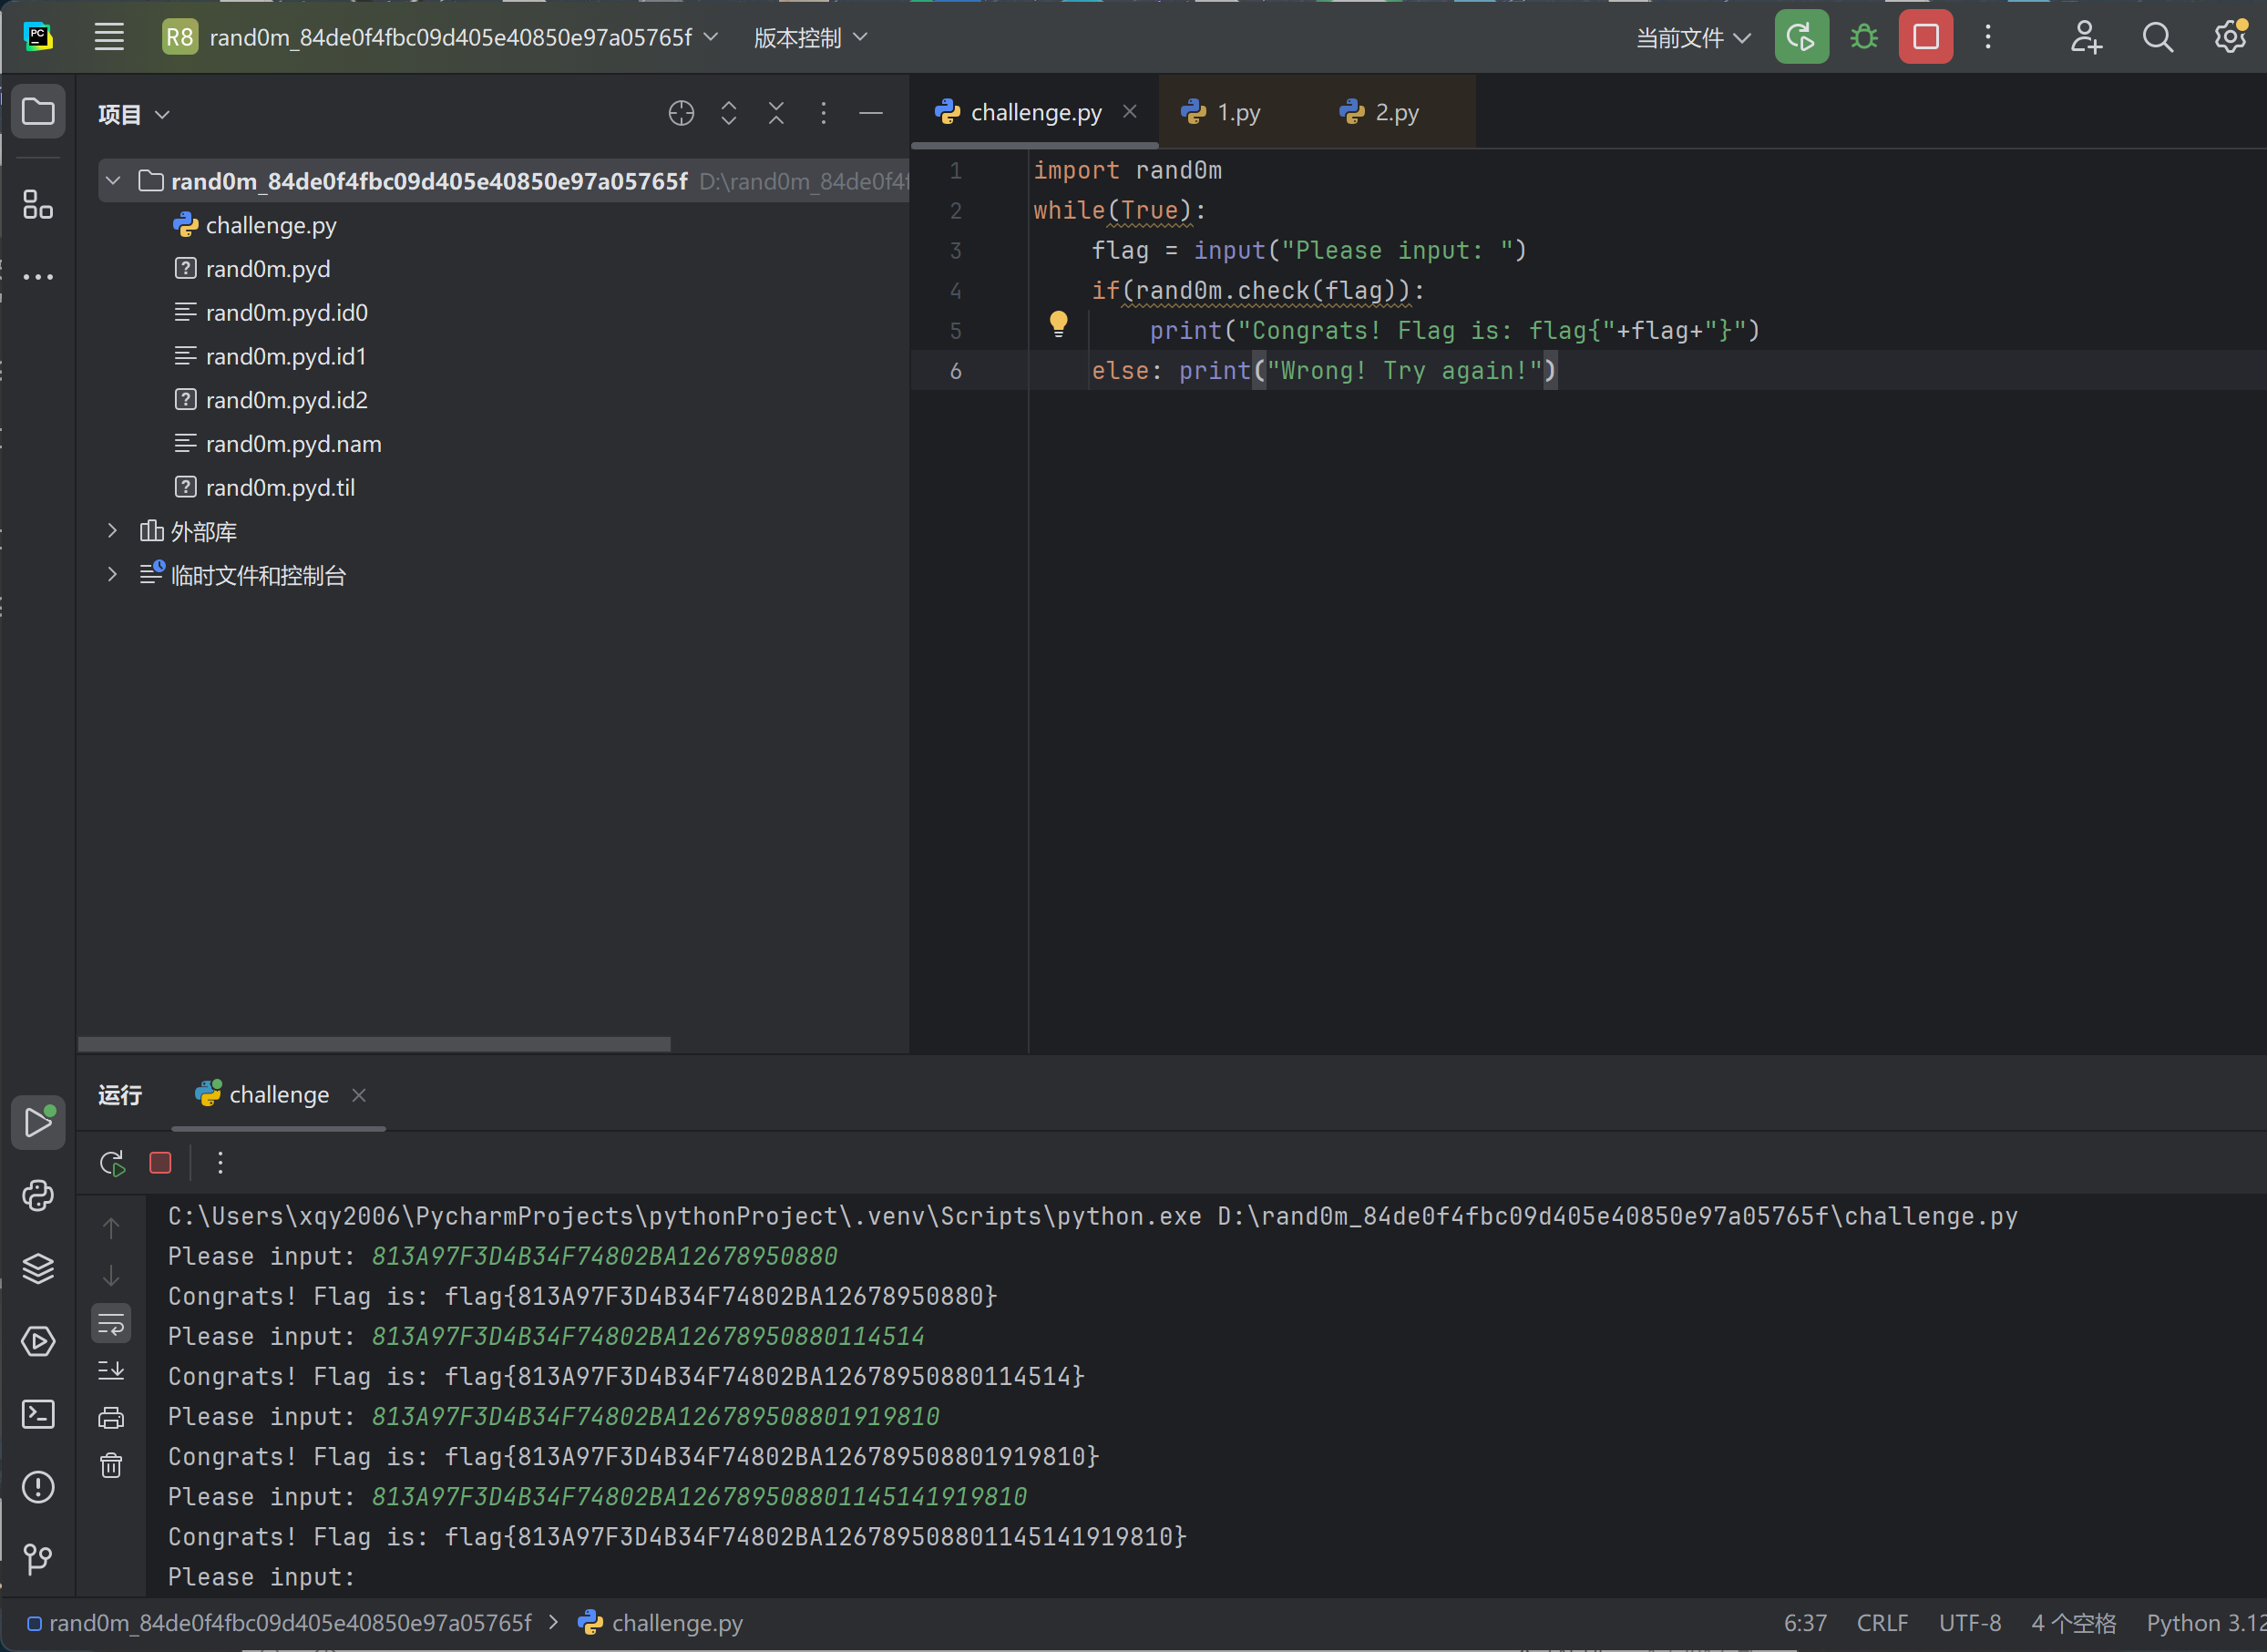 PC
R8 rand0m_84de0f4fbc09d405e40850e97a05765f 版本控制 当前文件
项目
rand0m_84de0f4fbc09d405e40850e97a05765f D:\rand0m_84de0f4f
challenge.py
rand0m.pyd
rand0m.pyd.id0
rand0m.pyd.id1
rand0m.pyd.id2
rand0m.pyd.nam
rand0m.pyd.til
外部库
临时文件和控制台
challenge.py 1.py 2.py
1 import rand0m
2 while(True):
3 flag = input("Please input: ")
4 if(rand0m.check(flag)):
5 print("Congrats! Flag is: flag{"+flag+"}")
6 else: print("Wrong! Try again!")
运行 challenge
C:\Users\xqy2006\PycharmProjects\pythonProject\.venv\Scripts\python.exe D:\rand0m_84de0f4fbc09d405e40850e97a05765f\challenge.py
Please input: 813A97F3D4B34F74802BA12678950880
Congrats! Flag is: flag{813A97F3D4B34F74802BA12678950880}
Please input: 813A97F3D4B34F74802BA12678950880114514
Congrats! Flag is: flag{813A97F3D4B34F74802BA12678950880114514}
Please input: 813A97F3D4B34F74802BA126789508801919810
Congrats! Flag is: flag{813A97F3D4B34F74802BA126789508801919810}
Please input: 813A97F3D4B34F74802BA126789508801145141919810
Congrats! Flag is: flag{813A97F3D4B34F74802BA126789508801145141919810}
Please input:
rand0m_84de0f4fbc09d405e40850e97a05765f > challenge.py 6:37 CRLF UTF-8 4 个空格 Python 3.12